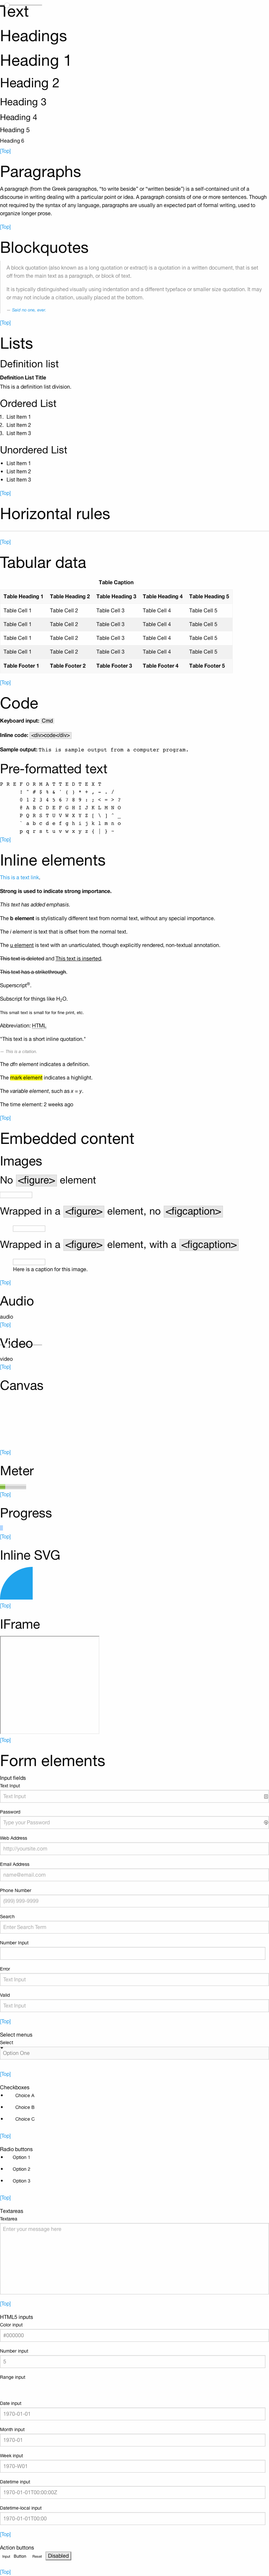 Text
Headings
Heading 1
Heading 2
Heading 3
Heading 4
Heading 5
Heading 6
[Top]
Paragraphs
A paragraph (from the Greek paragraphos, “to write beside” or “written beside”) is a self-contained unit of a
discourse in writing dealing with a particular point or idea. A paragraph consists of one or more sentences. Though
not required by the syntax of any language, paragraphs are usually an expected part of formal writing, used to
organize longer prose.
[Top]
Blockquotes
A block quotation (also known as a long quotation or extract) is a quotation in a written document, that is set
off from the main text as a paragraph, or block of text.
It is typically distinguished visually using indentation and a different typeface or smaller size quotation. It may
or may not include a citation, usually placed at the bottom.
— Said no one, ever.
[Top]
Lists
Definition list
Definition List Title
This is a definition list division.
Ordered List
1. List Item 1
2. List Item 2
3. List Item 3
Unordered List
• List Item 1
• List Item 2
• List Item 3
[Top]
Horizontal rules
[Top]
Tabular data
Table Caption
Table Heading 1 Table Heading 2 Table Heading 3 Table Heading 4 Table Heading 5
Table Cell 1 Table Cell 2 Table Cell 3 Table Cell 4 Table Cell 5
Table Cell 1 Table Cell 2 Table Cell 3 Table Cell 4 Table Cell 5
Table Cell 1 Table Cell 2 Table Cell 3 Table Cell 4 Table Cell 5
Table Cell 1 Table Cell 2 Table Cell 3 Table Cell 4 Table Cell 5
Table Footer 1 Table Footer 2 Table Footer 3 Table Footer 4 Table Footer 5
[Top]
Code
Keyboard input: Cmd
Inline code: <div>code</div>
Sample output: This is sample output from a computer program.
Pre-formatted text
P R E F O R M A T T E D T E X T
! " # $ % & ' ( ) * + , - . /
0 1 2 3 4 5 6 7 8 9 : ; < = > ?
@ A B C D E F G H I J K L M N O
P Q R S T U V W X Y Z [ \ ] ^ _
` a b c d e f g h i j k l m n o
p q r s t u v w x y z { | } ~
[Top]
Inline elements
This is a text link.
Strong is used to indicate strong importance.
This text has added emphasis.
The b element is stylistically different text from normal text, without any special importance.
The i element is text that is offset from the normal text.
The u element is text with an unarticulated, though explicitly rendered, non-textual annotation.
This text is deleted and This text is inserted.
This text has a strikethrough.
Superscript®.
Subscript for things like H2O.
This small text is small for for fine print, etc.
Abbreviation: HTML
“This text is a short inline quotation.”
— This is a citation.
The dfn element indicates a definition.
The mark element indicates a highlight.
The variable element, such as x = y.
The time element: 2 weeks ago
[Top]
Embedded content
Images
No <figure> element
Wrapped in a <figure> element, no <figcaption>
Wrapped in a <figure> element, with a <figcaption>
Here is a caption for this image.
[Top]
Audio
audio
[Top]
Video
video
[Top]
Canvas
[Top]
Meter
[Top]
Progress
[Top]
Inline SVG
[Top]
IFrame
[Top]
Form elements
Input fields
Text Input
Text Input
Password
Type your Password
Web Address
http://yoursite.com
Email Address
name@email.com
Phone Number
(999) 999-9999
Search
Enter Search Term
Number Input
Error
Text Input
Valid
Text Input
[Top]
Select menus
Select
Option One
[Top]
Checkboxes
• Choice A
• Choice B
• Choice C
[Top]
Radio buttons
• Option 1
• Option 2
• Option 3
[Top]
Textareas
Textarea
Enter your message here
[Top]
HTML5 inputs
Color input
#000000
Number input
5
Range input
Date input
1970-01-01
Month input
1970-01
Week input
1970-W01
Datetime input
1970-01-01T00:00:00Z
Datetime-local input
1970-01-01T00:00
[Top]
Action buttons
Input Button Reset Disabled
[Top]